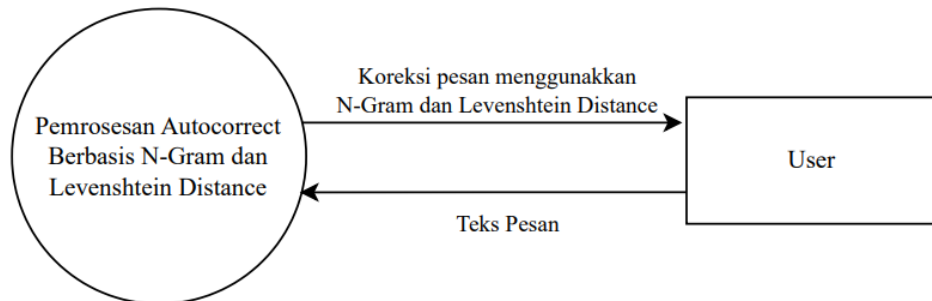 Koreksi pesan menggunakkan
N-Gram dan Levenshtein Distance
Pemrosesan Autocorrect
Berbasis N-Gram dan
Levenshtein Distance
User
Teks Pesan